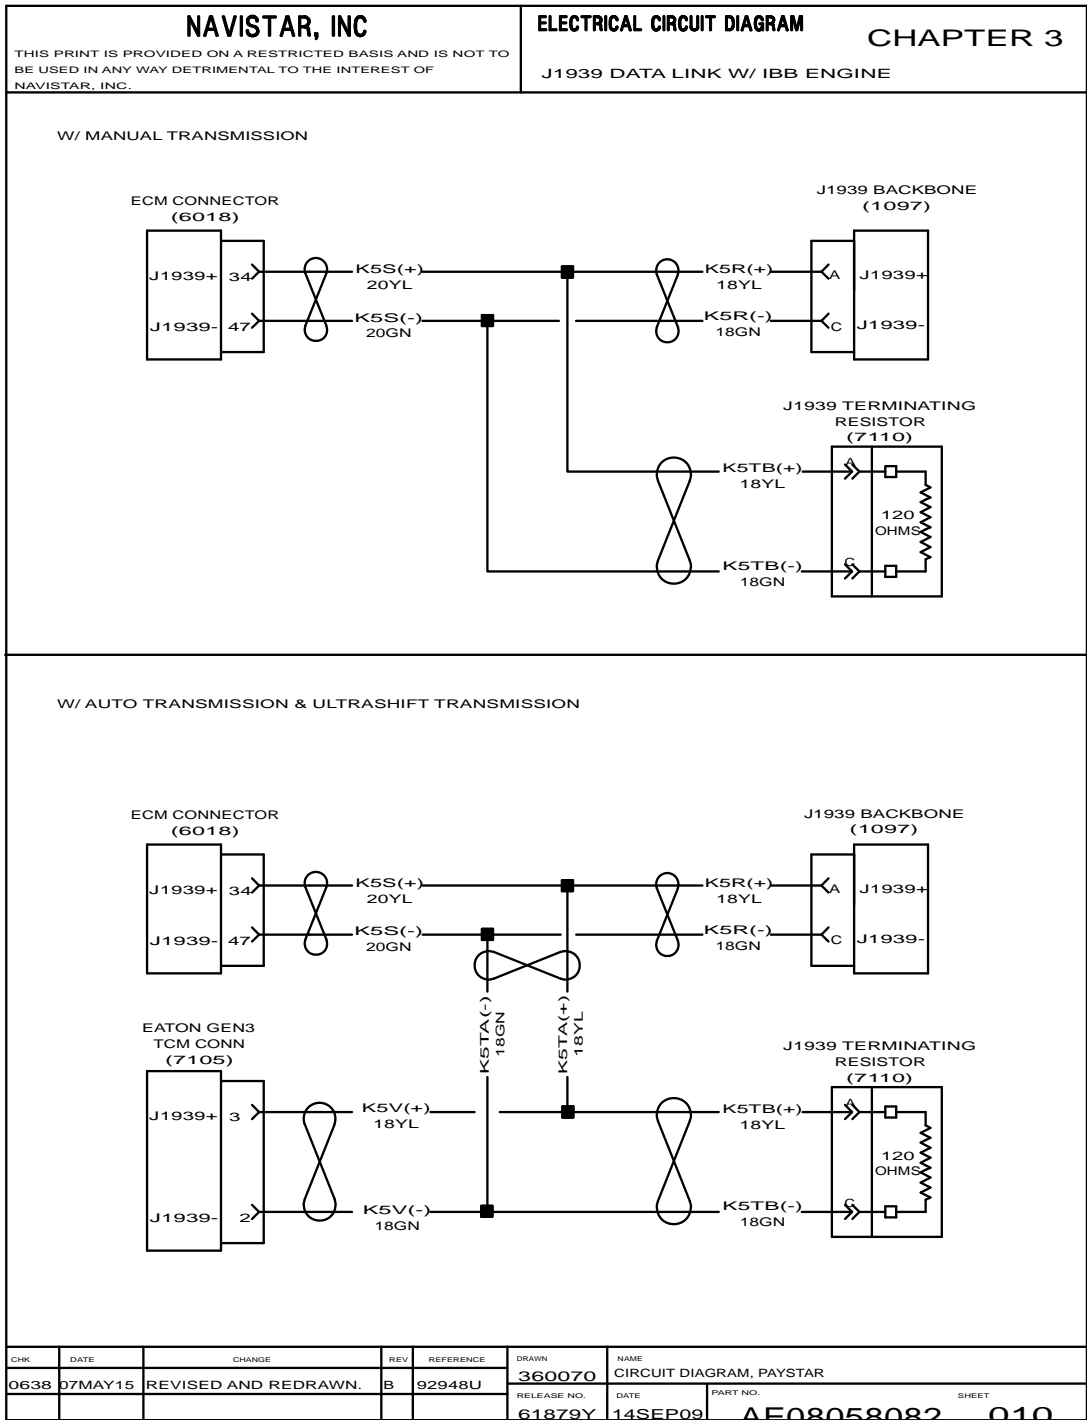 NAVISTAR, INC
THIS PRINT IS PROVIDED ON A RESTRICTED BASIS AND IS NOT TO
BE USED IN ANY WAY DETRIMENTAL TO THE INTEREST OF
NAVISTAR, INC.
ELECTRICAL CIRCUIT DIAGRAM
CHAPTER 3
J1939 DATA LINK W/ IBB ENGINE
W/ MANUAL TRANSMISSION
ECM CONNECTOR
(6018)
J1939+ 34
J1939- 47
K5S(+)
20YL
K5S(-)
20GN
K5R(+)
18YL
K5R(-)
18GN
J1939 BACKBONE
(1097)
A J1939+
C J1939-
J1939 TERMINATING
RESISTOR
(7110)
K5TB(+)
18YL
K5TB(-)
18GN
A
C
120
OHMS
W/ AUTO TRANSMISSION & ULTRASHIFT TRANSMISSION
ECM CONNECTOR
(6018)
J1939+ 34
J1939- 47
K5S(+)
20YL
K5S(-)
20GN
K5R(+)
18YL
K5R(-)
18GN
J1939 BACKBONE
(1097)
A J1939+
C J1939-
K5TA(-)
18GN
K5TA(+)
18YL
EATON GEN3
TCM CONN
(7105)
J1939+ 3
J1939- 2
K5V(+)
18YL
K5V(-)
18GN
J1939 TERMINATING
RESISTOR
(7110)
K5TB(+)
18YL
K5TB(-)
18GN
A
C
120
OHMS
CHK DATE CHANGE REV REFERENCE
0638 07MAY15 REVISED AND REDRAWN. B 92948U
DRAWN
360070
NAME
CIRCUIT DIAGRAM, PAYSTAR
RELEASE NO.
61879Y
DATE
14SEP09
PART NO.
AE08058082
SHEET
010